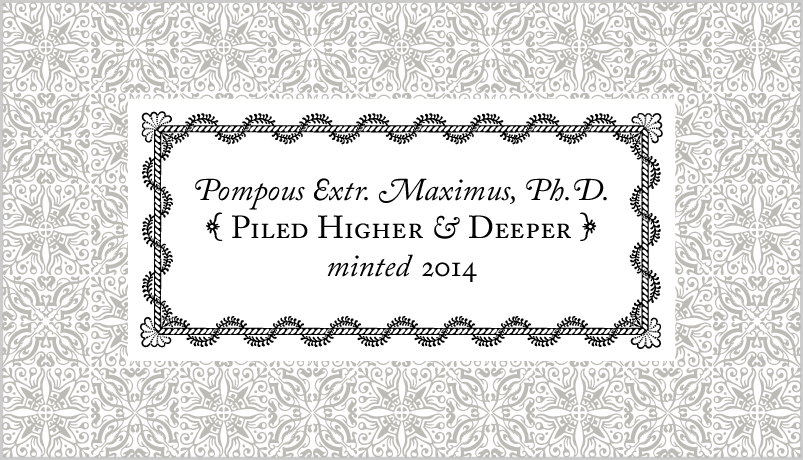 Pompous Extr. Maximus, Ph.D.
{ Piled Higher & Deeper }
minted 2014